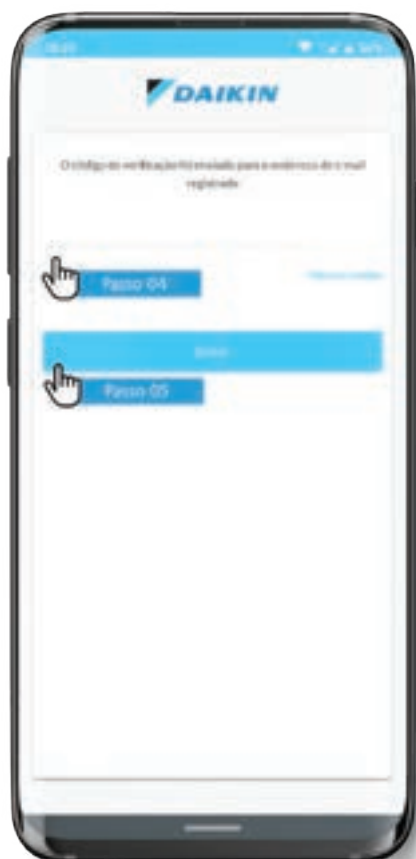 DAIKIN
O código de verificação foi enviado para o endereço de e-mail
registrado
Passo 04
Passo 05